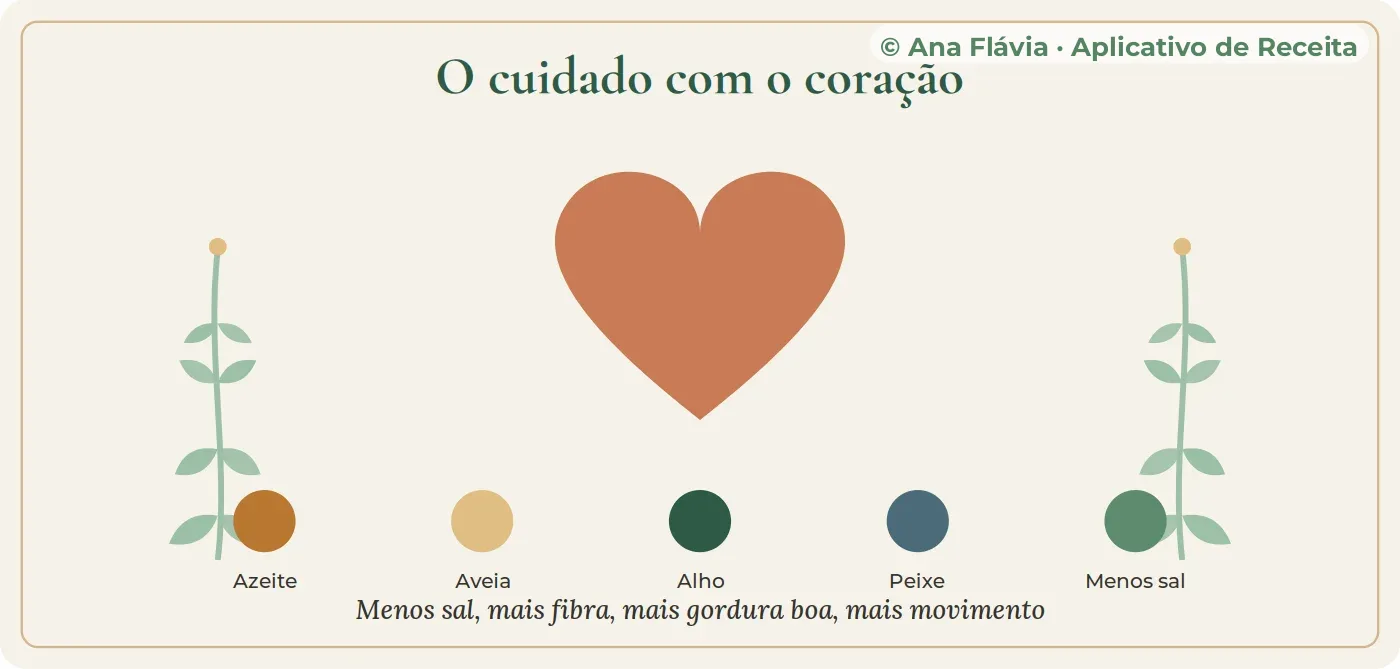 © Ana Flávia · Aplicativo de Receita
O cuidado com o coração
Azeite
Aveia
Alho
Peixe
Menos sal
Menos sal, mais fibra, mais gordura boa, mais movimento